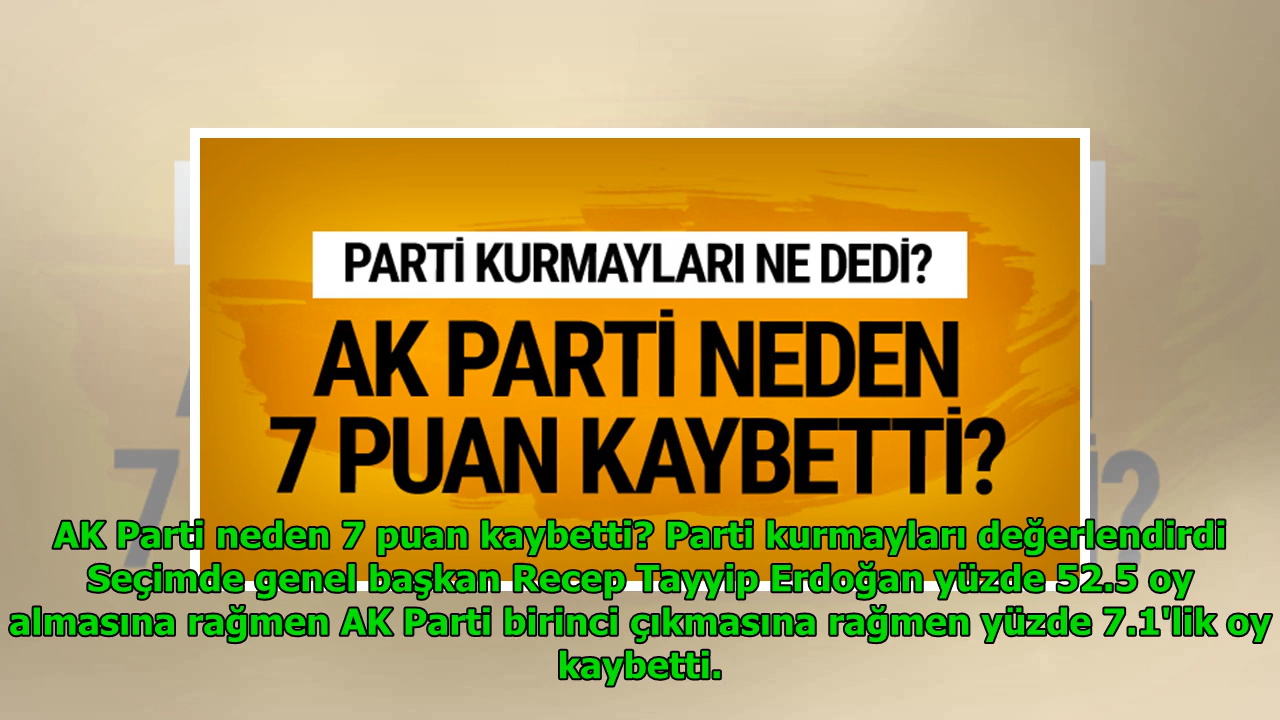 PARTİ KURMAYLARI NE DEDİ?
AK PARTİ NEDEN
7 PUAN KAYBETTİ?
AK Parti neden 7 puan kaybetti? Parti kurmayları değerlendirdi
Seçimde genel başkan Recep Tayyip Erdoğan yüzde 52.5 oy
almasına rağmen AK Parti birinci çıkmasına rağmen yüzde 7.1'lik oy
kaybetti.